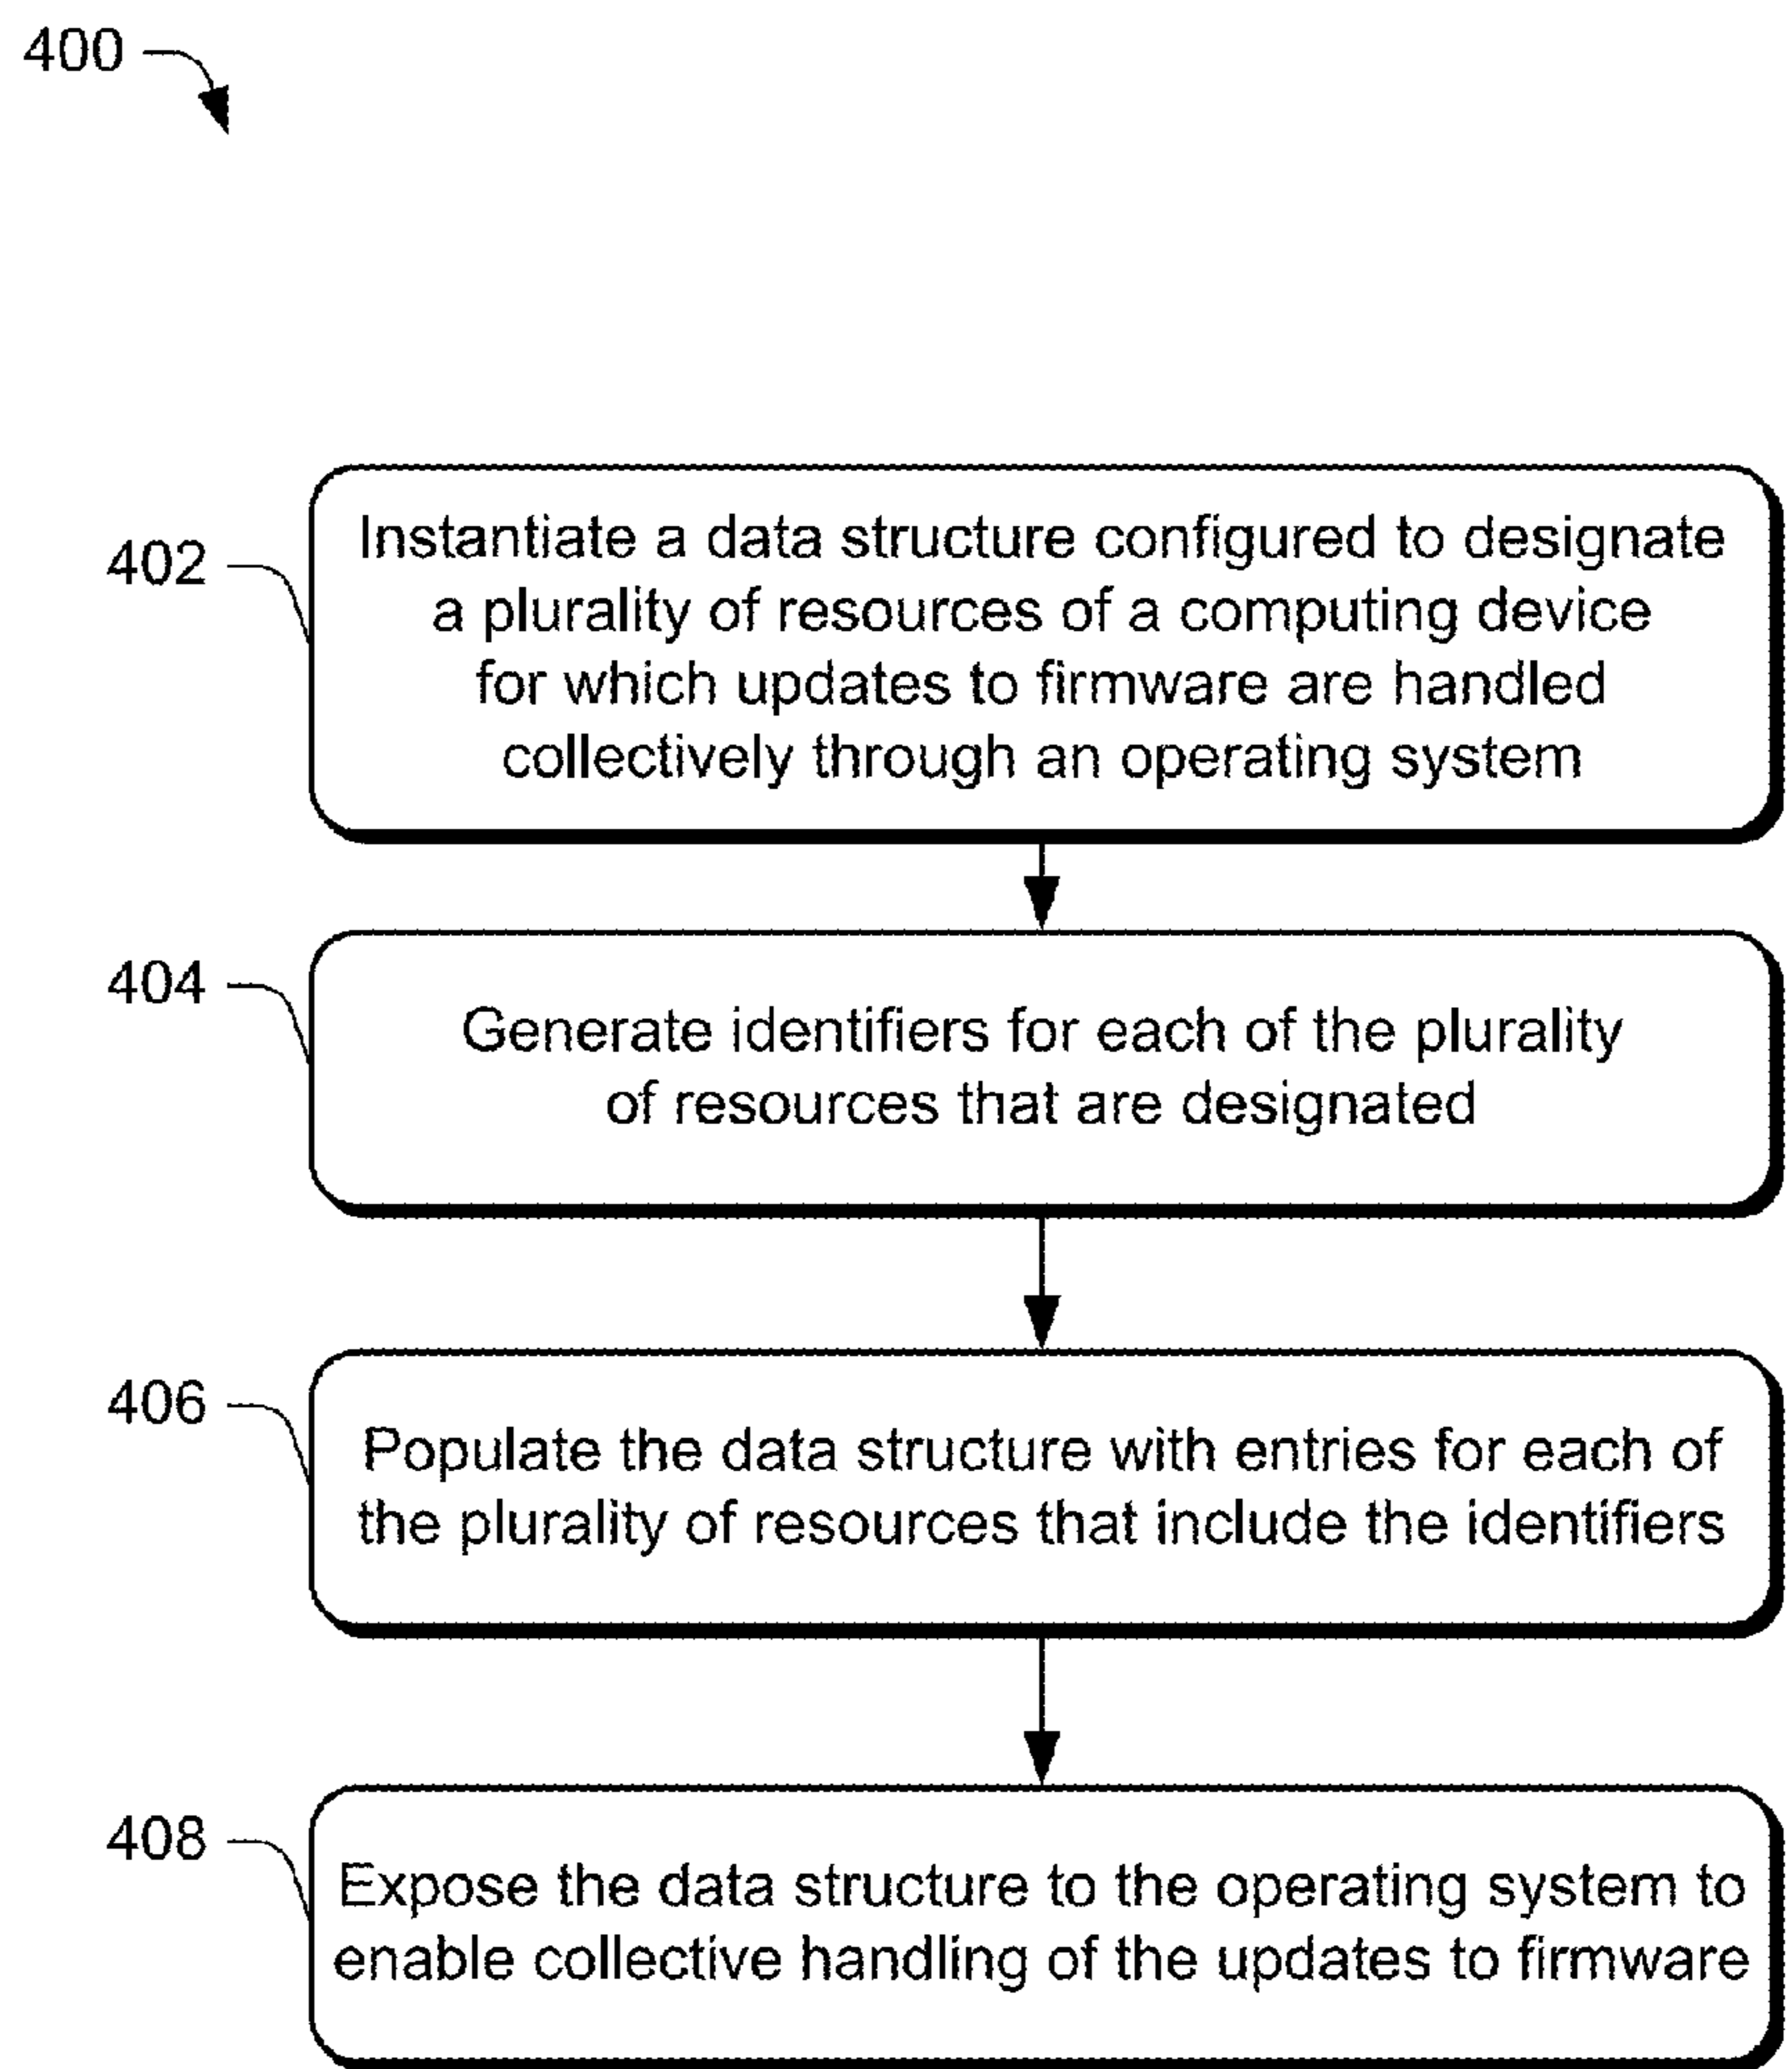 400
402
Instantiate a data structure configured to designate
a plurality of resources of a computing device
for which updates to firmware are handled
collectively through an operating system
404
Generate identifiers for each of the plurality
of resources that are designated
406
Populate the data structure with entries for each of
the plurality of resources that include the identifiers
408
Expose the data structure to the operating system to
enable collective handling of the updates to firmware